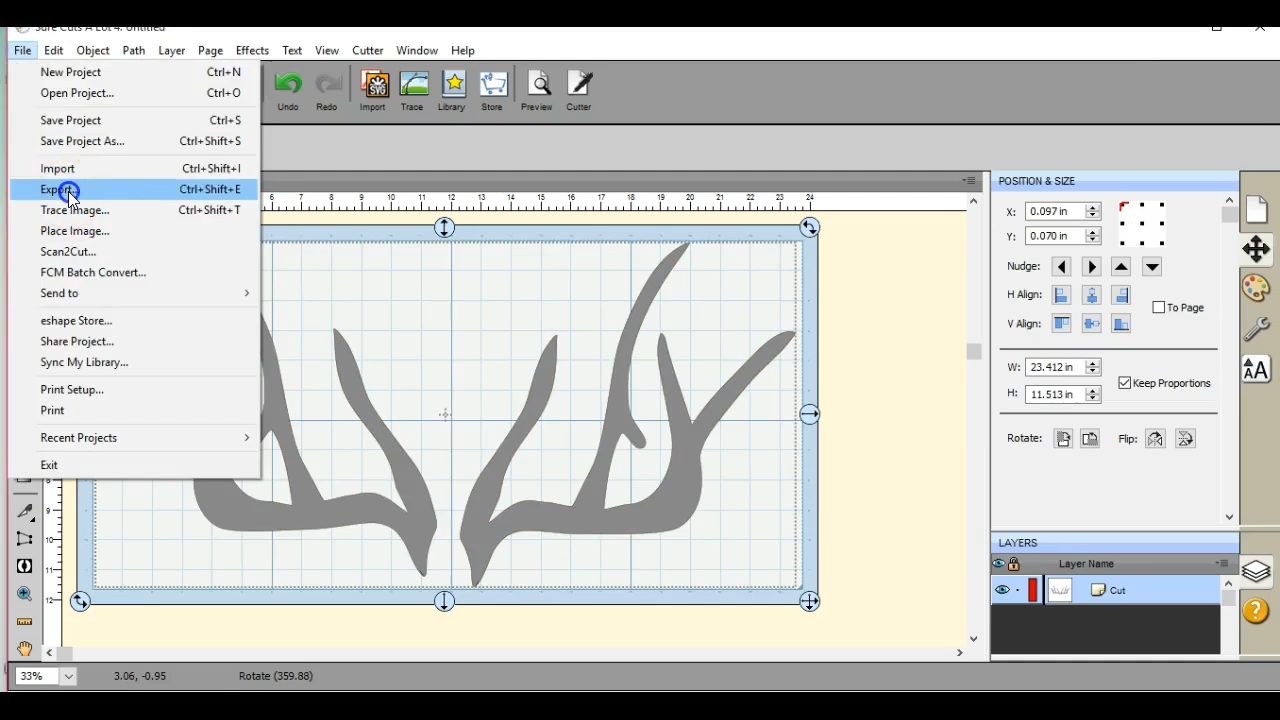 Sure Cuts A Lot 4: Untitled
File Edit Object Path Layer Page Effects Text View Cutter Window Help
New Project Ctrl+N
Open Project... Ctrl+O
Save Project Ctrl+S
Save Project As... Ctrl+Shift+S
Import Ctrl+Shift+I
Export Ctrl+Shift+E
Trace Image... Ctrl+Shift+T
Place Image...
Scan2Cut...
FCM Batch Convert...
Send to
eshape Store...
Share Project...
Sync My Library...
Print Setup...
Print
Recent Projects
Exit
Undo Redo Import Trace Library Store Preview Cutter
6 7 8 9 10 11 12 13 14 15 16 17 18 19 20 21 22 23 24
9
10
11
12
POSITION & SIZE
X: 0.097 in
Y: 0.070 in
Nudge:
H Align:
V Align:
To Page
W: 23.412 in
H: 11.513 in
Keep Proportions
Rotate: Flip:
AA
LAYERS
Layer Name
Cut
33% 3.06, -0.95 Rotate (359.88)